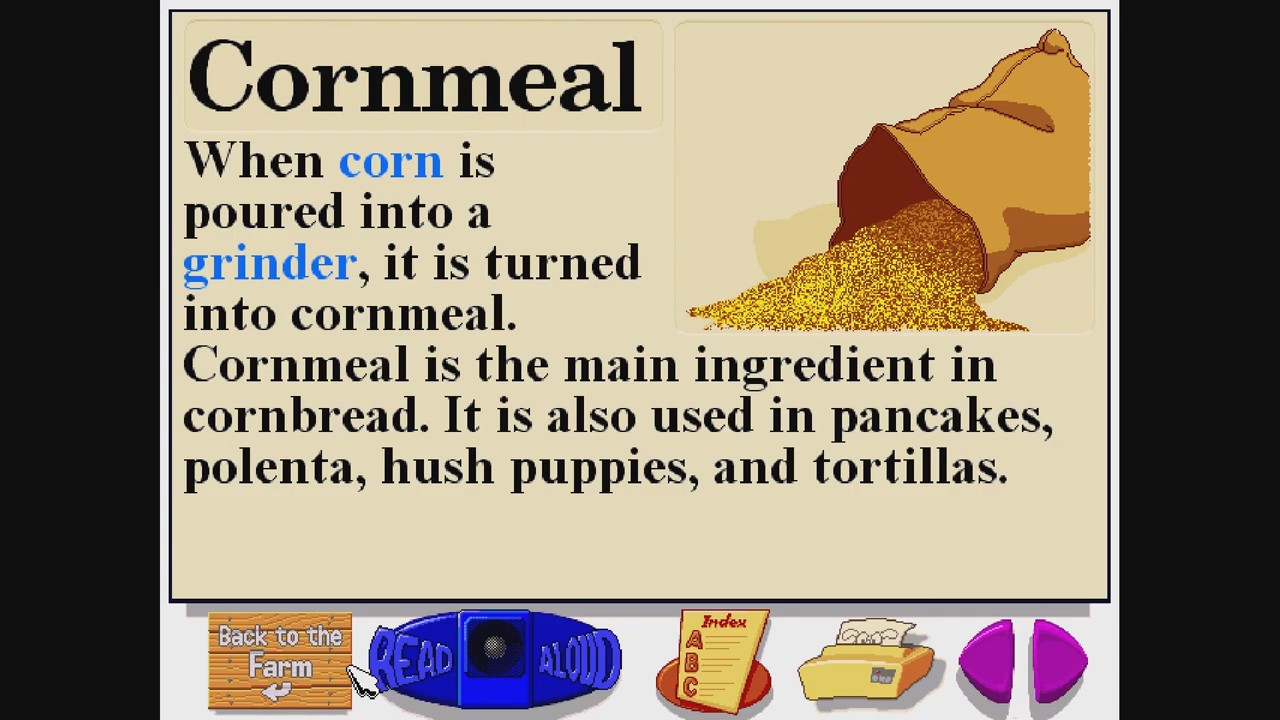 Cornmeal
When corn is
poured into a
grinder, it is turned
into cornmeal.
Cornmeal is the main ingredient in
cornbread. It is also used in pancakes,
polenta, hush puppies, and tortillas.
Back to the
Farm
READ ALOUD
Index
A
B
C